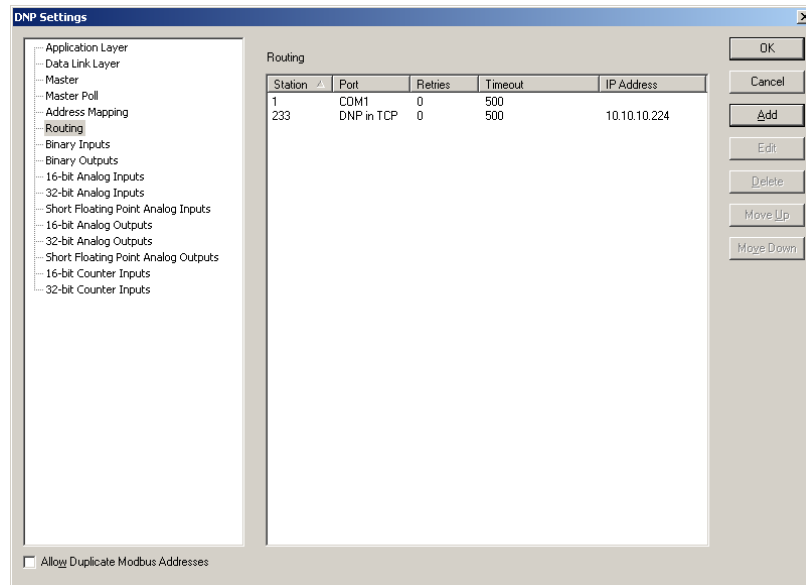 DNP Settings
Application Layer
Data Link Layer
Master
Master Poll
Address Mapping
Routing
Binary Inputs
Binary Outputs
16-bit Analog Inputs
32-bit Analog Inputs
Short Floating Point Analog Inputs
16-bit Analog Outputs
32-bit Analog Outputs
Short Floating Point Analog Outputs
16-bit Counter Inputs
32-bit Counter Inputs
Allow Duplicate Modbus Addresses
Routing
Station Port Retries Timeout IP Address
1 COM1 0 500
233 DNP in TCP 0 500 10.10.10.224
OK
Cancel
Add
Edit
Delete
Move Up
Move Down